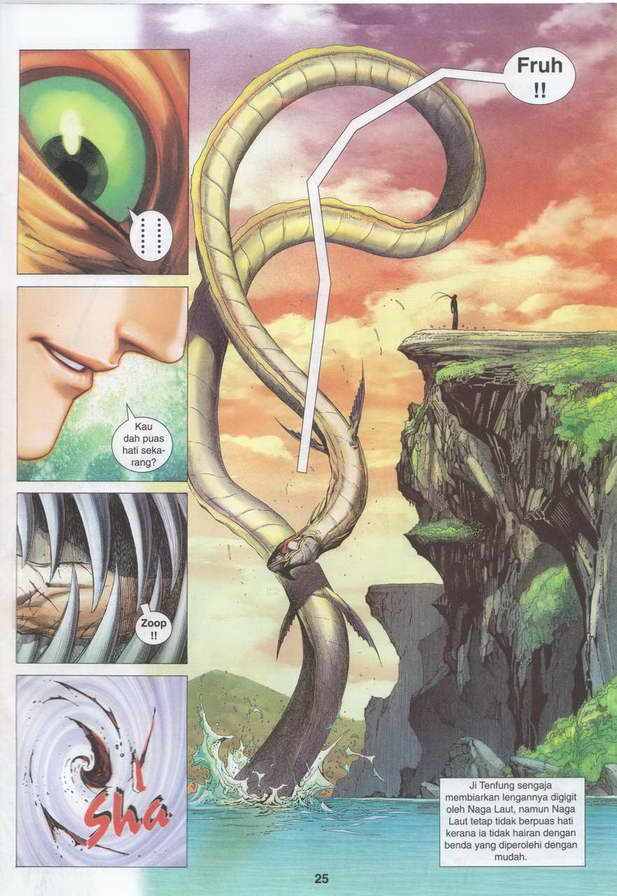 Fruh
!!
Kau
dah puas
hati seka-
rang?
Zoop
!!
Sha
Ji Tenfung sengaja
membiarkan lengannya digigit
oleh Naga Laut, namun Naga
Laut tetap tidak berpuas hati
kerana ia tidak hairan dengan
benda yang diperolehi dengan
mudah.
25